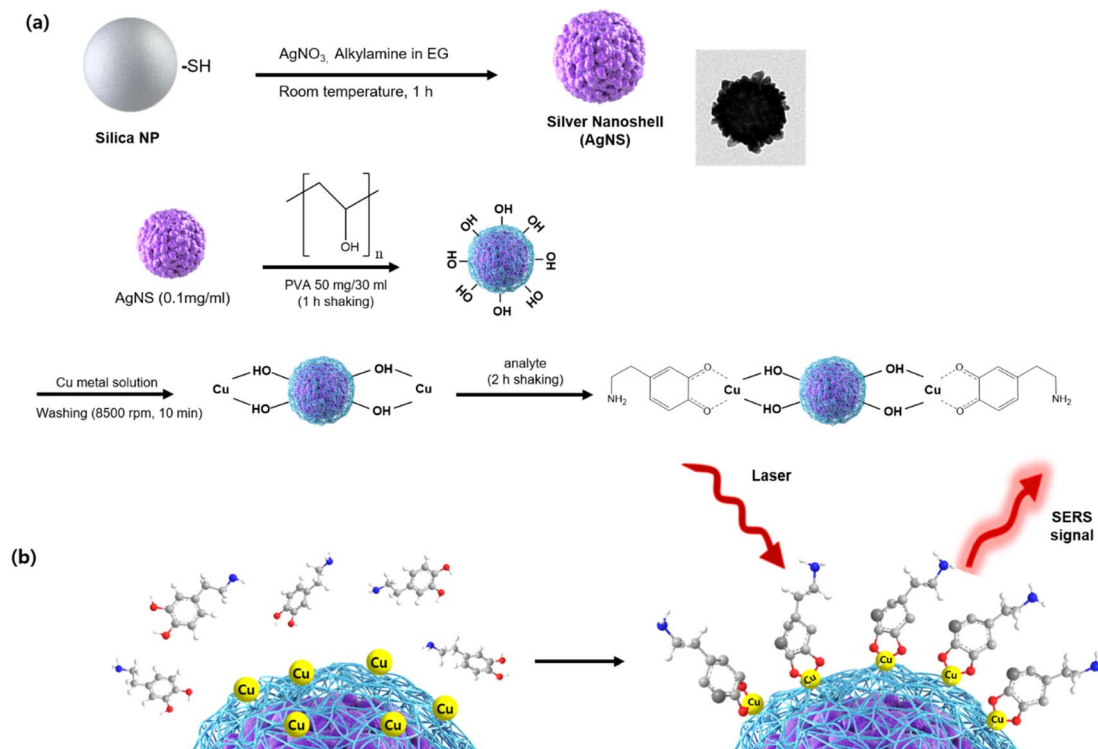 (a)
-SH
Silica NP
AgNO3, Alkylamine in EG
Room temperature, 1 h
Silver Nanoshell
(AgNS)
AgNS (0.1mg/ml)
OH
n
PVA 50 mg/30 ml
(1 h shaking)
OH
OH
OH
OH
OH
OH
OH
OH
Cu metal solution
Washing (8500 rpm, 10 min)
Cu
HO
HO
OH
OH
Cu
analyte
(2 h shaking)
NH2
O
O
Cu
HO
HO
OH
OH
Cu
O
O
NH2
(b)
Laser
SERS
signal
Cu
Cu
Cu
Cu
Cu
Cu
Cu
Cu
Cu
Cu
Cu